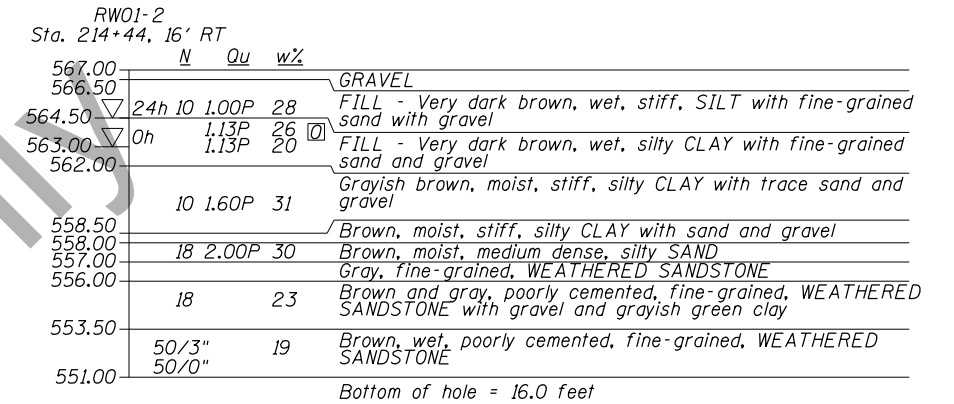 RW01-2
Sta. 214+44, 16' RT
N Qu w%
567.00
GRAVEL
566.50
24h 10 1.00P 28 FILL - Very dark brown, wet, stiff, SILT with fine-grained
sand with gravel
564.50
0h 1.13P 26 O
1.13P 20 FILL - Very dark brown, wet, silty CLAY with fine-grained
sand and gravel
563.00
562.00
10 1.60P 31 Grayish brown, moist, stiff, silty CLAY with trace sand and
gravel
558.50
Brown, moist, stiff, silty CLAY with sand and gravel
558.00
18 2.00P 30 Brown, moist, medium dense, silty SAND
557.00
Gray, fine-grained, WEATHERED SANDSTONE
556.00
18 23 Brown and gray, poorly cemented, fine-grained, WEATHERED
SANDSTONE with gravel and grayish green clay
553.50
50/3" 19 Brown, wet, poorly cemented, fine-grained, WEATHERED
50/0" SANDSTONE
551.00
Bottom of hole = 16.0 feet